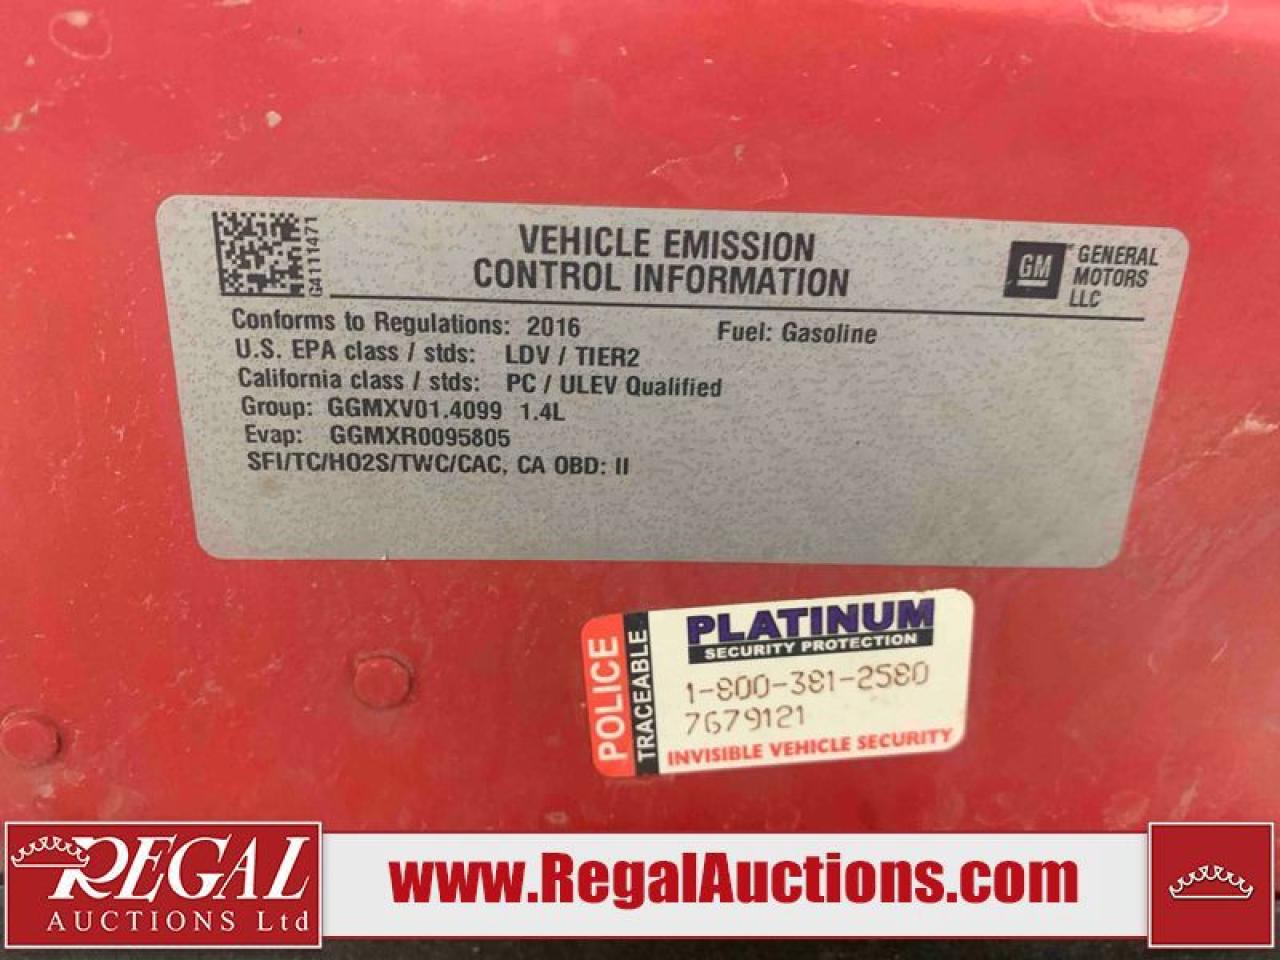 G4111471
VEHICLE EMISSION
CONTROL INFORMATION
GM
GENERAL
MOTORS
LLC
Conforms to Regulations: 2016 Fuel: Gasoline
U.S. EPA class / stds: LDV / TIER2
California class / stds: PC / ULEV Qualified
Group: GGMXV01.4099 1.4L
Evap: GGMXR0095805
SFI/TC/HO2S/TWC/CAC, CA OBD: II
POLICE
TRACEABLE
PLATINUM
SECURITY PROTECTION
1-800-381-2580
7679121
INVISIBLE VEHICLE SECURITY
REGAL
AUCTIONS Ltd
www.RegalAuctions.com